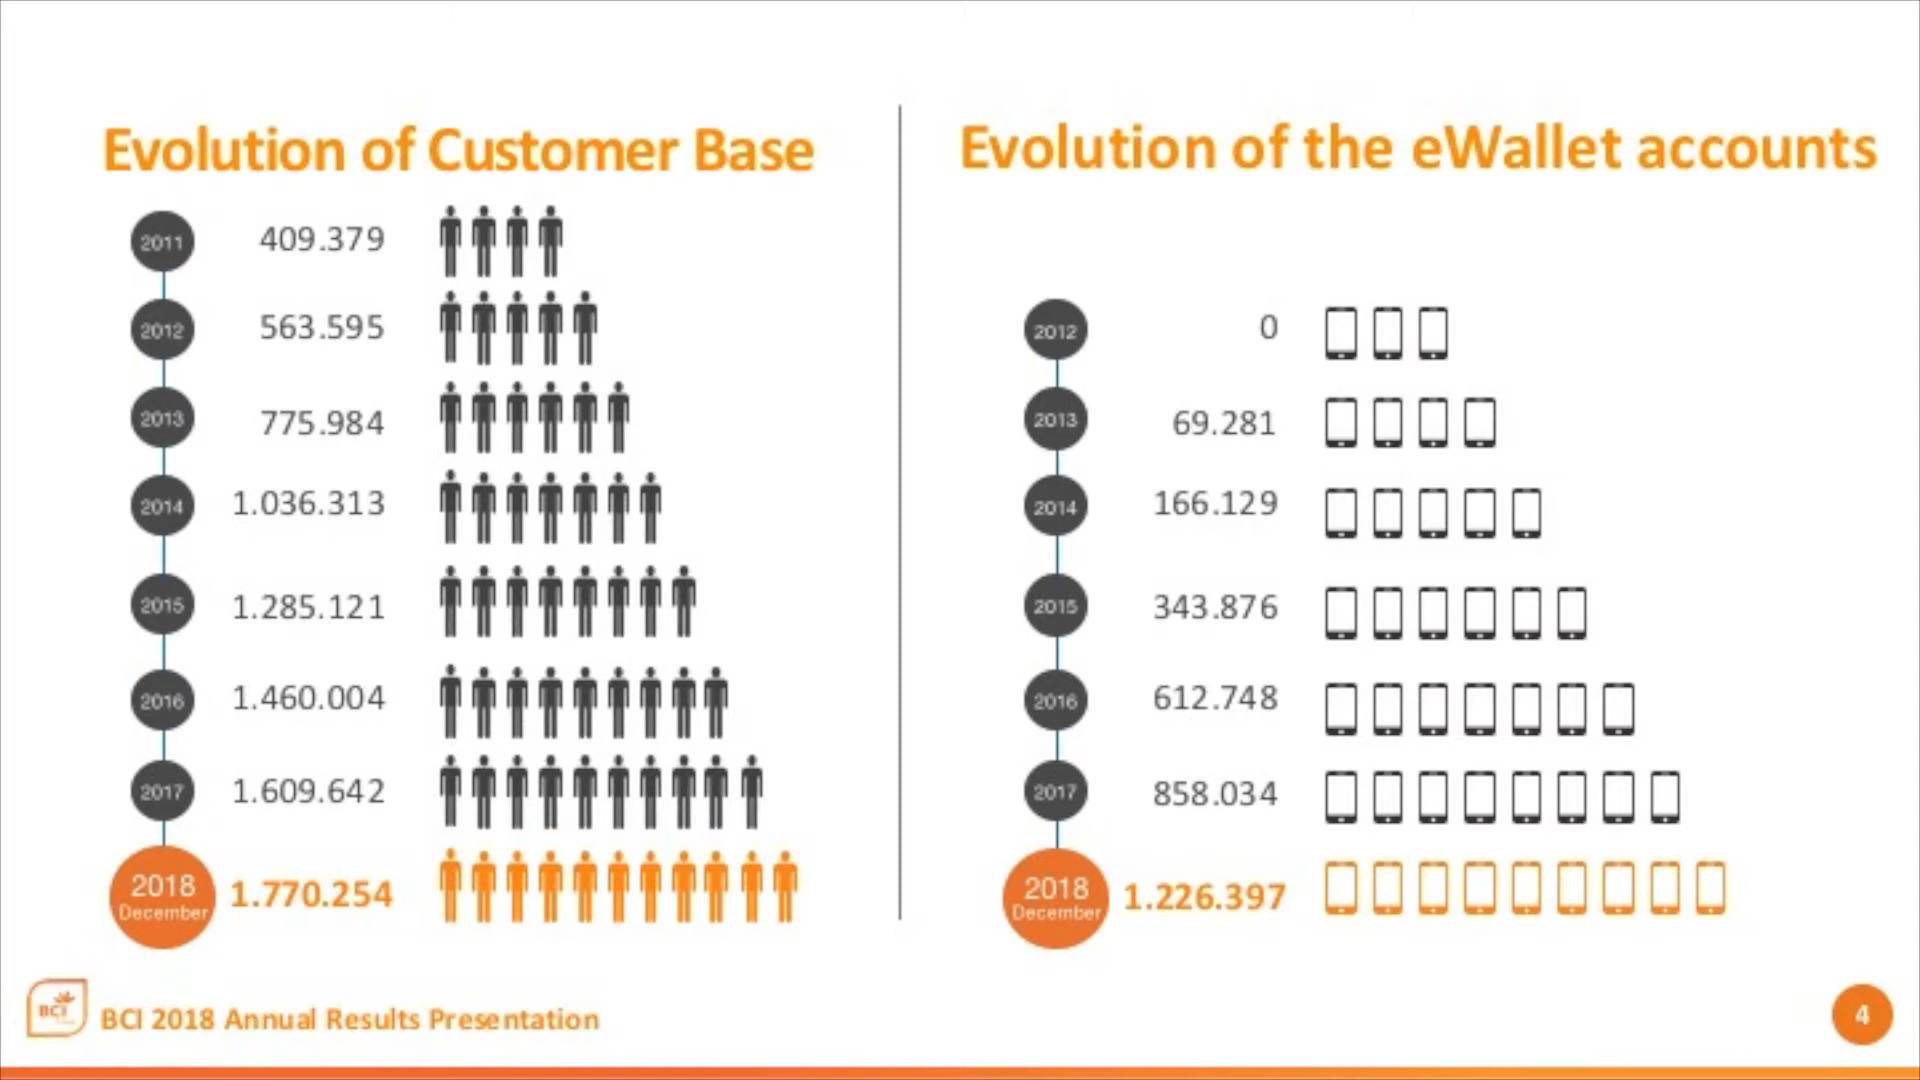 Evolution of Customer Base
2011 409.379
2012 563.595
2013 775.984
2014 1.036.313
2015 1.285.121
2016 1.460.004
2017 1.609.642
2018 December 1.770.254
Evolution of the eWallet accounts
2012 0
2013 69.281
2014 166.129
2015 343.876
2016 612.748
2017 858.034
2018 December 1.226.397
BCI
BCI 2018 Annual Results Presentation
4